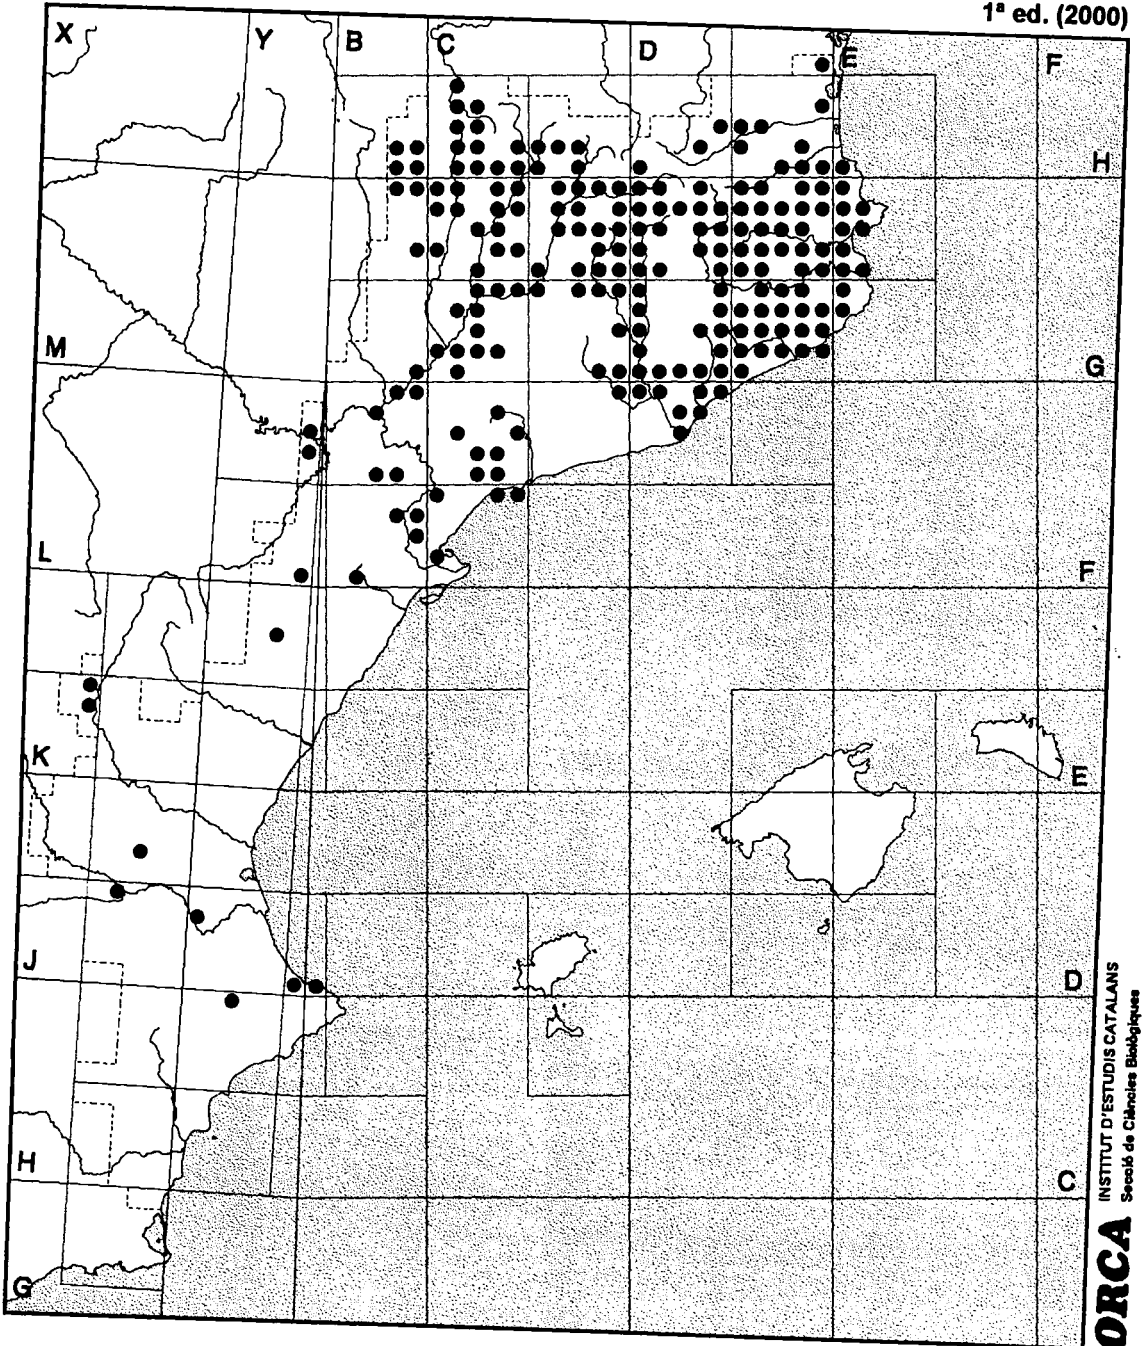 1ª ed. (2000)
X
Y
B
C
D
E
F
H
M
G
L
F
K
E
J
D
H
C
G
INSTITUT D'ESTUDIS CATALANS
Secció de Ciències Biològiques
ORCA